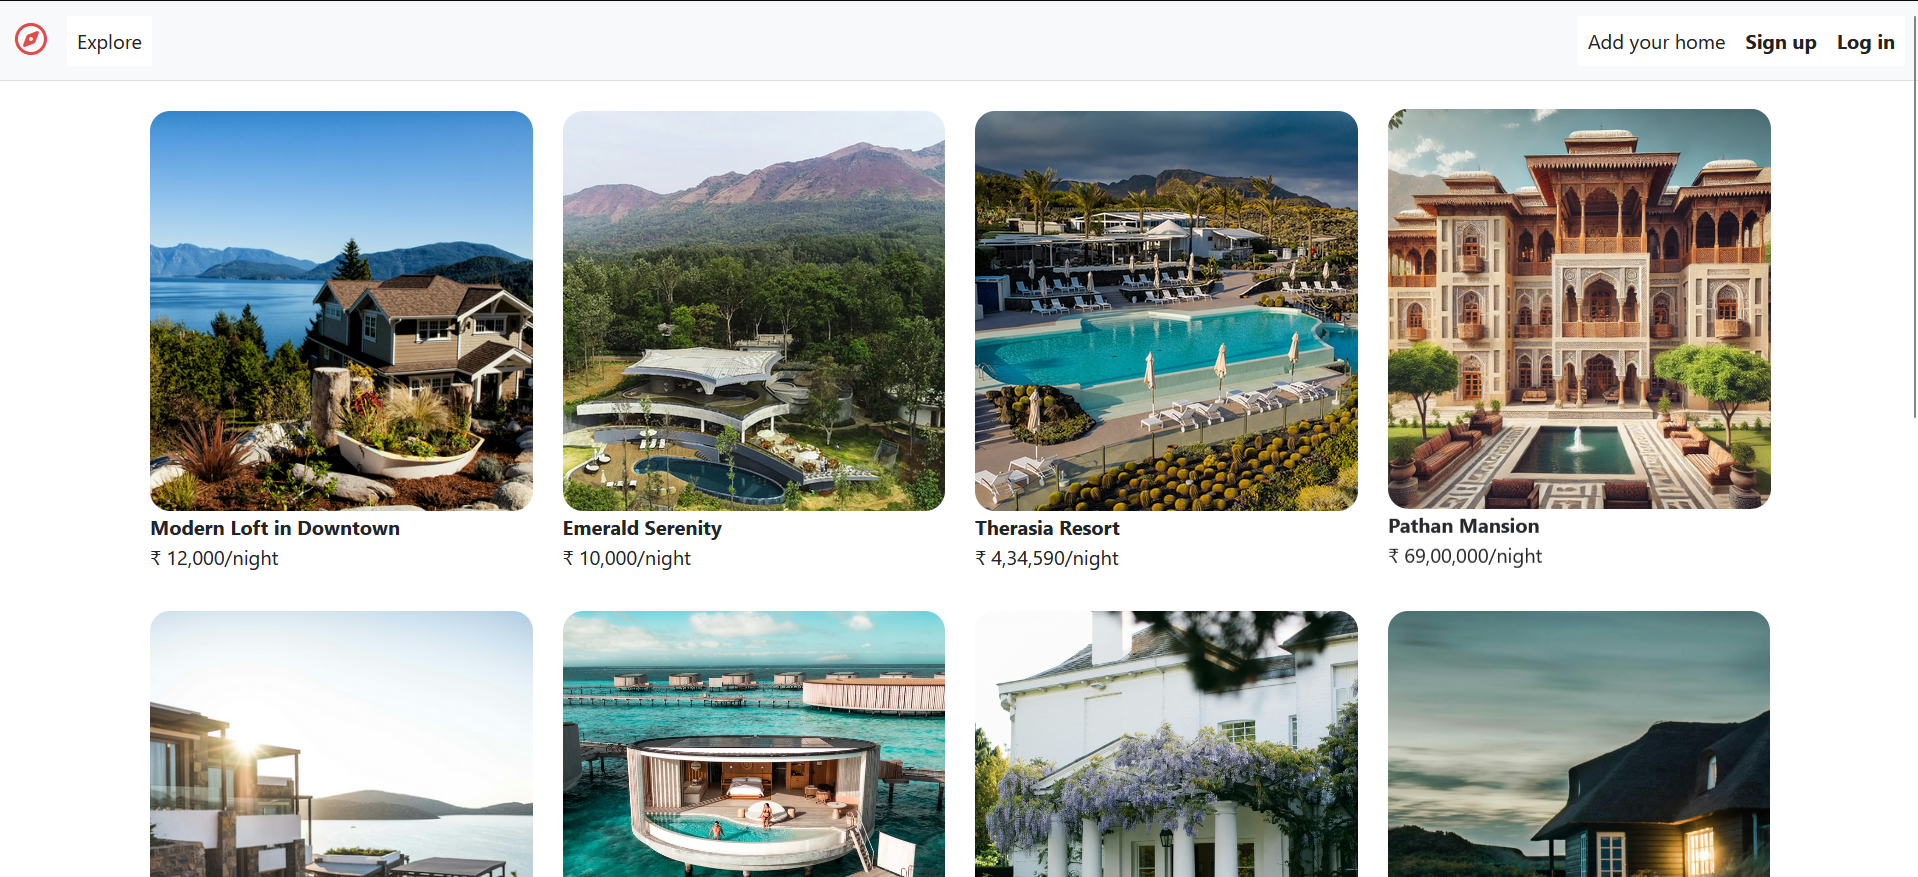 Explore
Add your home Sign up Log in
Modern Loft in Downtown
₹ 12,000/night
Emerald Serenity
₹ 10,000/night
Therasia Resort
₹ 4,34,590/night
Pathan Mansion
₹ 69,00,000/night